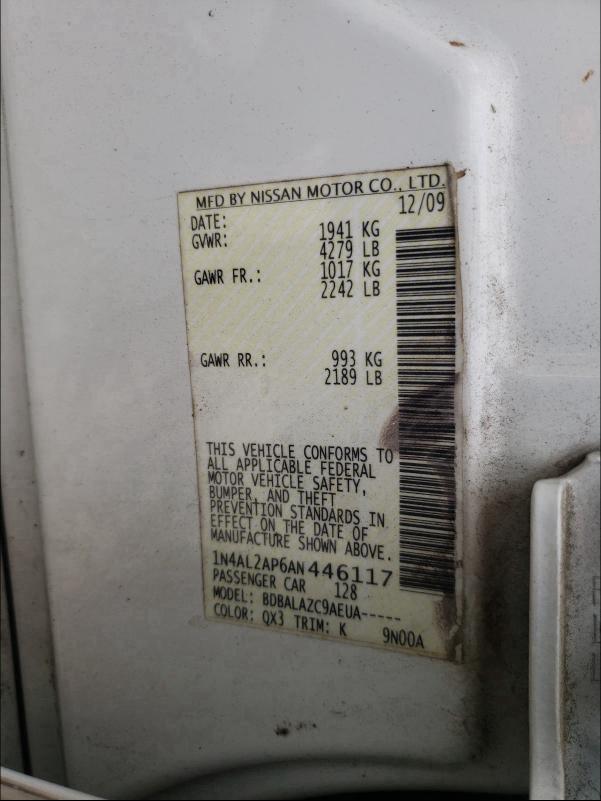 MFD BY NISSAN MOTOR CO., LTD.
DATE: 12/09
GVWR: 1941 KG
4279 LB
GAWR FR.: 1017 KG
2242 LB
GAWR RR.: 993 KG
2189 LB
THIS VEHICLE CONFORMS TO
ALL APPLICABLE FEDERAL
MOTOR VEHICLE SAFETY,
BUMPER, AND THEFT
PREVENTION STANDARDS IN
EFFECT ON THE DATE OF
MANUFACTURE SHOWN ABOVE.
1N4AL2AP6AN446117
PASSENGER CAR 128
MODEL: BDBALAZC9AEUA-----
COLOR: QX3 TRIM: K 9N00A